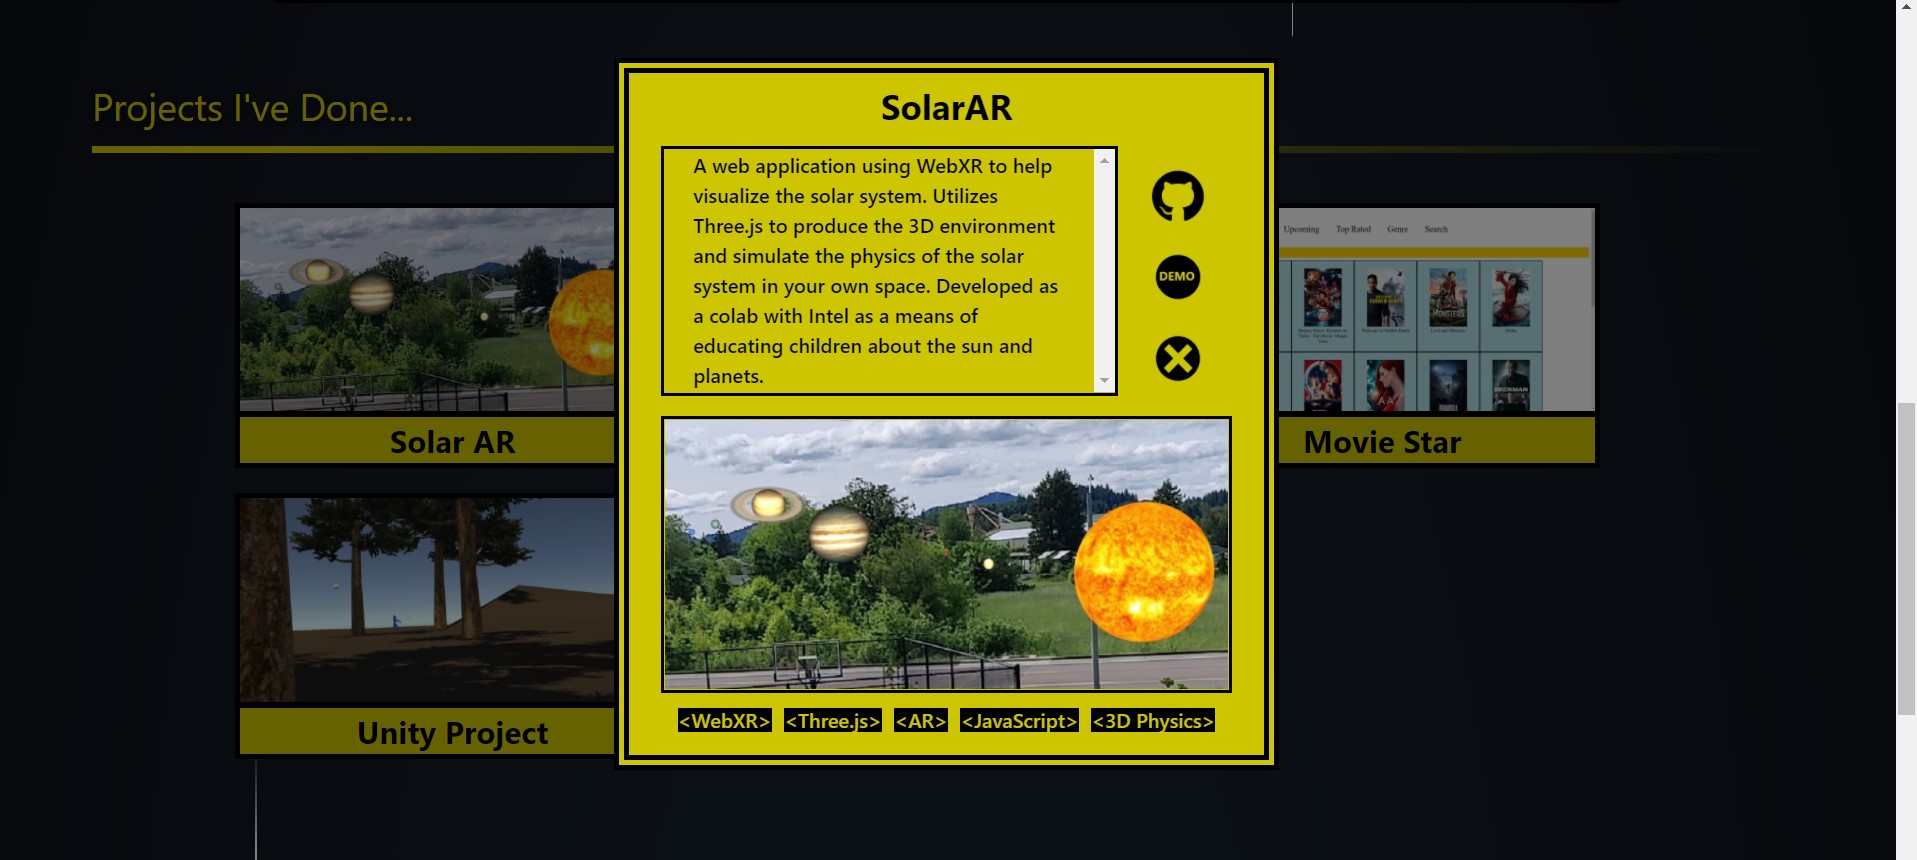 Projects I've Done...
SolarAR
A web application using WebXR to help
visualize the solar system. Utilizes
Three.js to produce the 3D environment
and simulate the physics of the solar
system in your own space. Developed as
a colab with Intel as a means of
educating children about the sun and
planets.
DEMO
<WebXR> <Three.js> <AR> <JavaScript> <3D Physics>
Solar AR
Upcoming Top Rated Genre Search
Movie Star
Unity Project